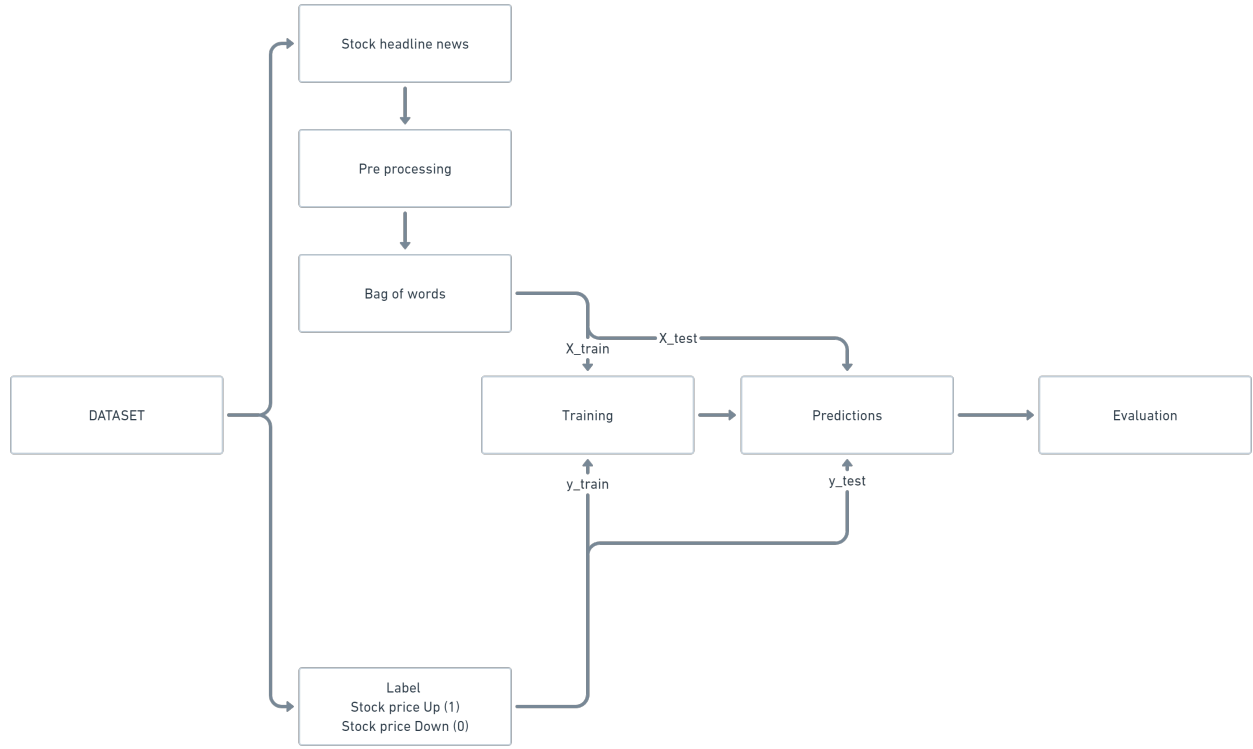 Stock headline news
Pre processing
Bag of words
X_test
X_train
DATASET
Training
Predictions
Evaluation
y_train
y_test
Label
Stock price Up (1)
Stock price Down (0)